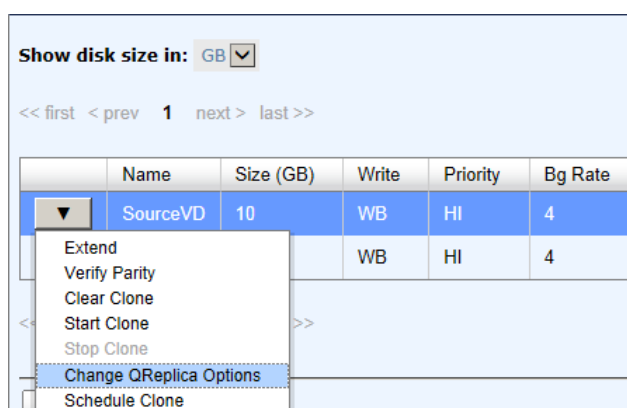 Show disk size in: GB
<< first < prev 1 next > last >>
Name Size (GB) Write Priority Bg Rate
▼ SourceVD 10 WB HI 4
WB HI 4
Extend
Verify Parity
Clear Clone
Start Clone
>>
Stop Clone
Change QReplica Options
Schedule Clone